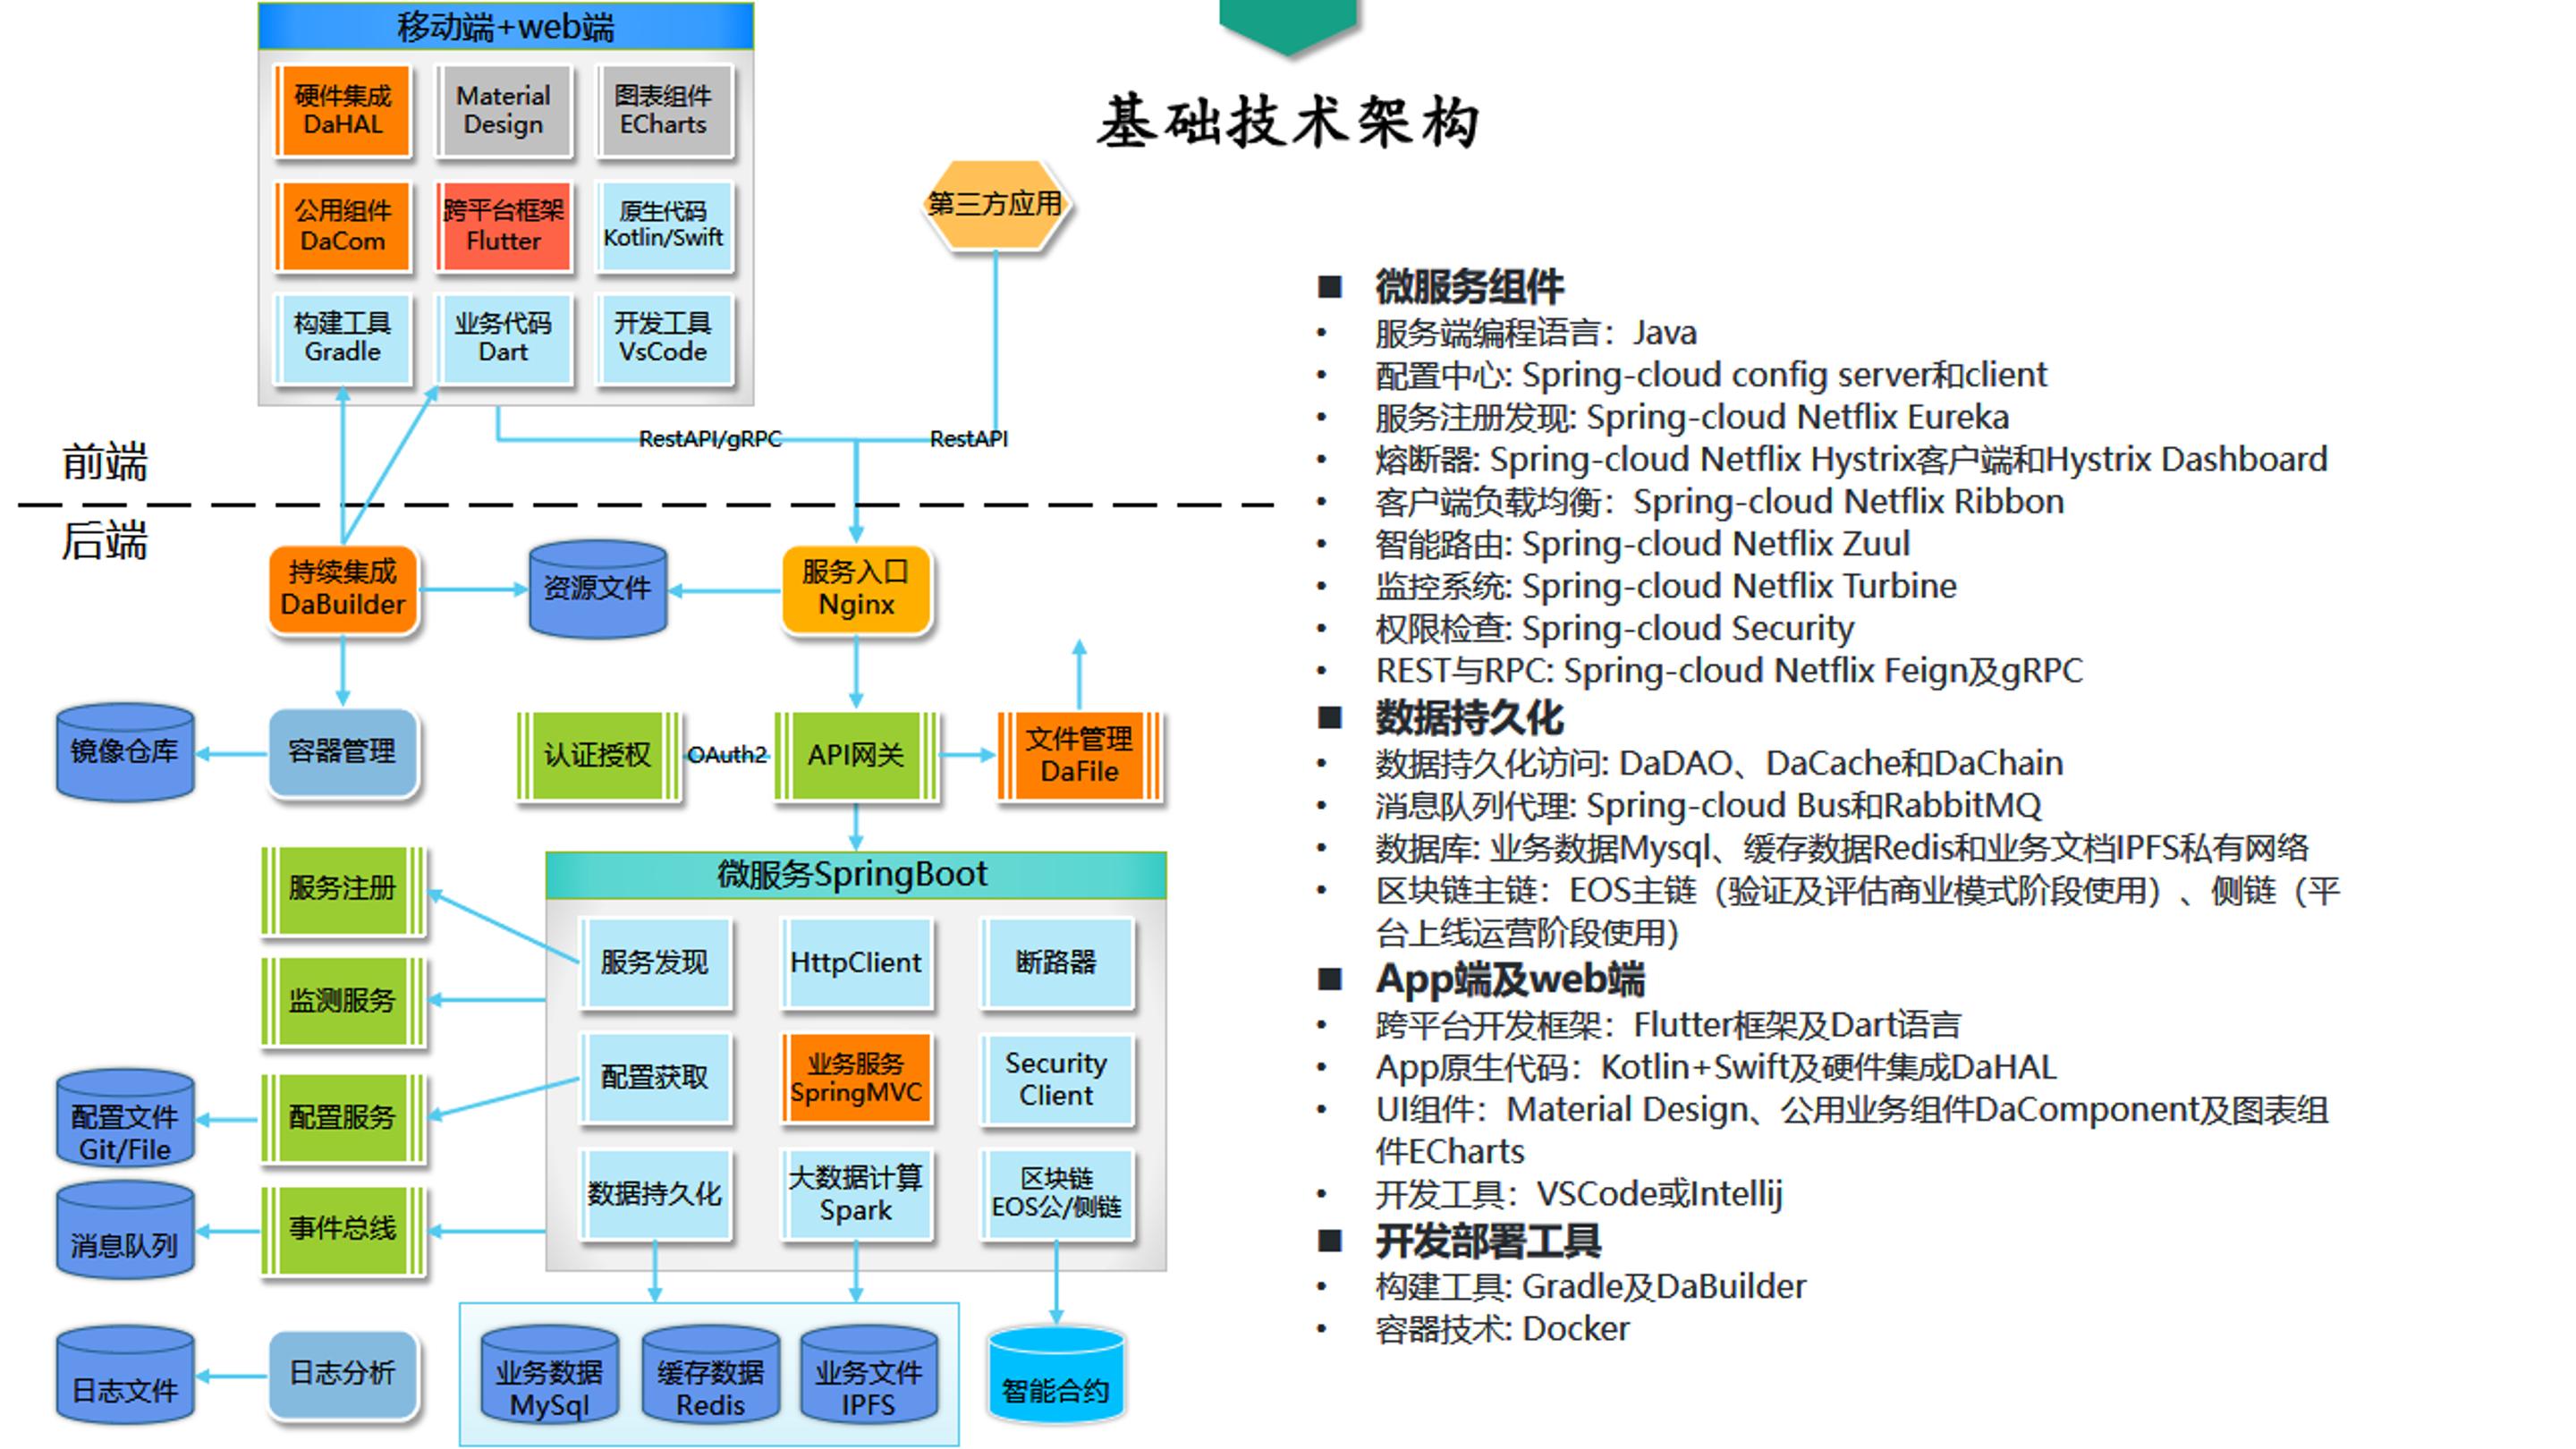 移动端+web端
硬件集成
DaHAL
Material
Design
图表组件
ECharts
公用组件
DaCom
跨平台框架
Flutter
原生代码
Kotlin/Swift
构建工具
Gradle
业务代码
Dart
开发工具
VsCode
基础技术架构
第三方应用
RestAPI/gRPC
RestAPI
前端
后端
持续集成
DaBuilder
资源文件
服务入口
Nginx
镜像仓库
容器管理
认证授权
OAuth2
API网关
文件管理
DaFile
微服务SpringBoot
服务注册
监测服务
配置服务
事件总线
配置文件
Git/File
消息队列
日志文件
日志分析
服务发现
HttpClient
断路器
配置获取
业务服务
SpringMVC
Security
Client
数据持久化
大数据计算
Spark
区块链
EOS公/侧链
业务数据
MySql
缓存数据
Redis
业务文件
IPFS
智能合约
■ 微服务组件
• 服务端编程语言：Java
• 配置中心: Spring-cloud config server和client
• 服务注册发现: Spring-cloud Netflix Eureka
• 熔断器: Spring-cloud Netflix Hystrix客户端和Hystrix Dashboard
• 客户端负载均衡：Spring-cloud Netflix Ribbon
• 智能路由: Spring-cloud Netflix Zuul
• 监控系统: Spring-cloud Netflix Turbine
• 权限检查: Spring-cloud Security
• REST与RPC: Spring-cloud Netflix Feign及gRPC
■ 数据持久化
• 数据持久化访问: DaDAO、DaCache和DaChain
• 消息队列代理: Spring-cloud Bus和RabbitMQ
• 数据库: 业务数据Mysql、缓存数据Redis和业务文档IPFS私有网络
• 区块链主链：EOS主链（验证及评估商业模式阶段使用）、侧链（平
台上线运营阶段使用）
■ App端及web端
• 跨平台开发框架：Flutter框架及Dart语言
• App原生代码：Kotlin+Swift及硬件集成DaHAL
• UI组件：Material Design、公用业务组件DaComponent及图表组
件ECharts
• 开发工具：VSCode或Intellij
■ 开发部署工具
• 构建工具: Gradle及DaBuilder
• 容器技术: Docker